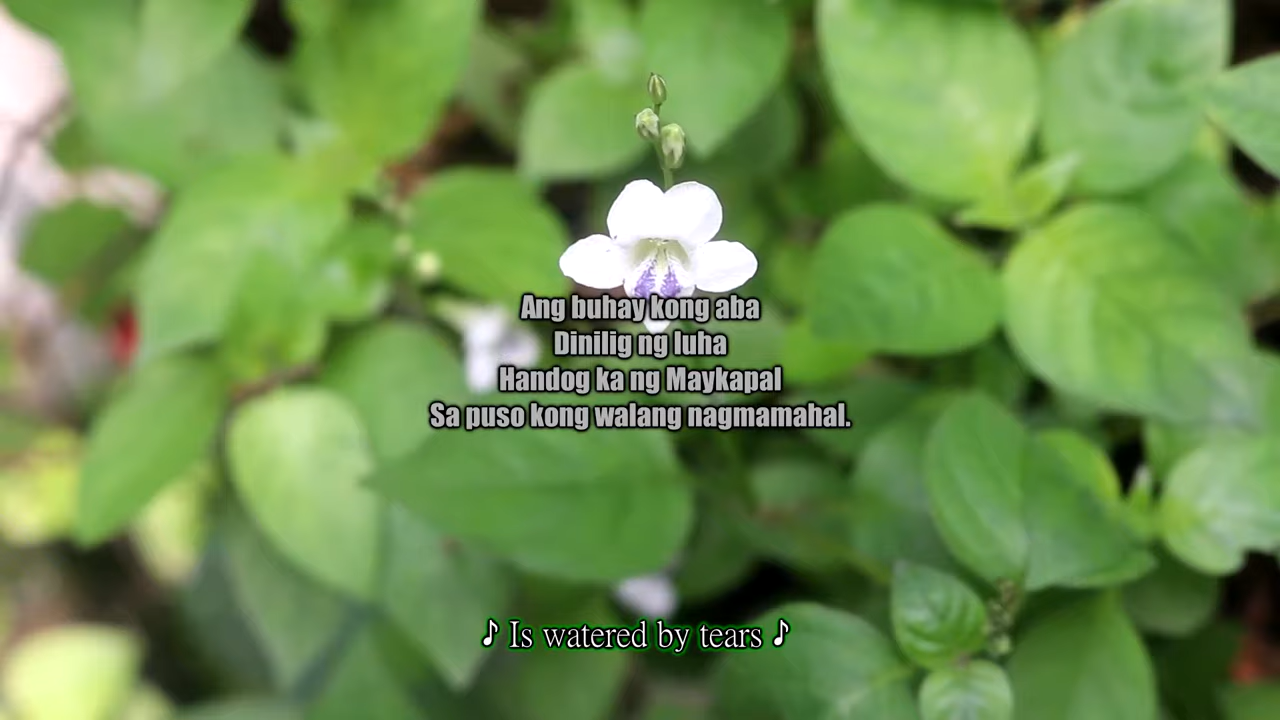 Ang buhay kong aba
Dinilig ng luha
Handog ka ng Maykapal
Sa puso kong walang nagmamahal.
♪ Is watered by tears ♪